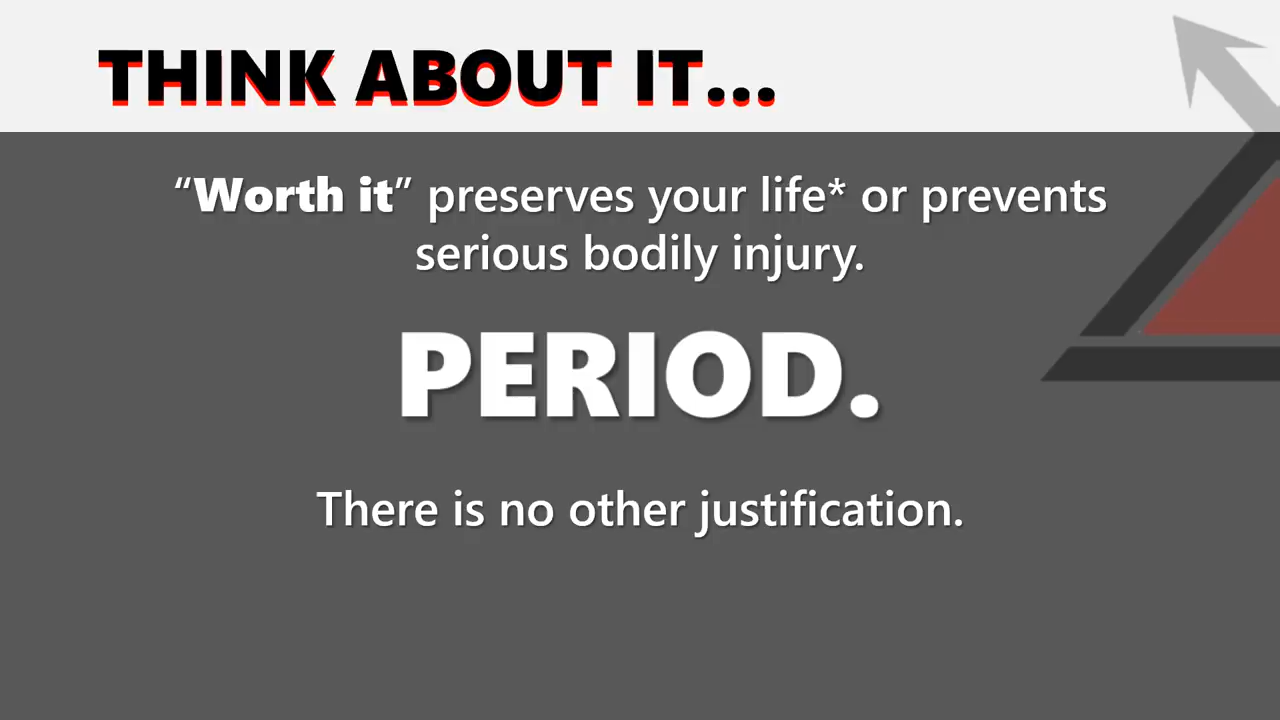 THINK ABOUT IT...
“Worth it” preserves your life* or prevents
serious bodily injury.
PERIOD.
There is no other justification.